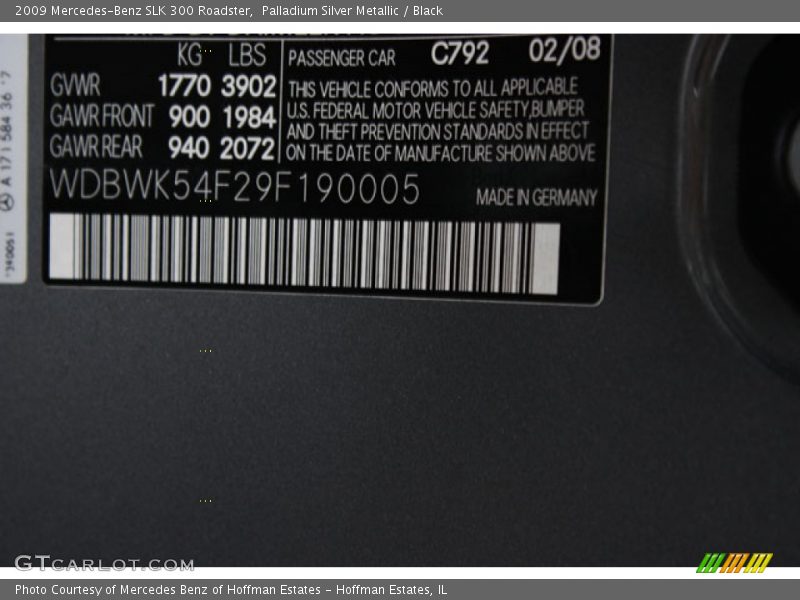 2009 Mercedes-Benz SLK 300 Roadster,  Palladium Silver Metallic / Black
KG LBS
GVWR 1770 3902
GAWR FRONT 900 1984
GAWR REAR 940 2072
PASSENGER CAR C792 02/08
THIS VEHICLE CONFORMS TO ALL APPLICABLE
U.S. FEDERAL MOTOR VEHICLE SAFETY,BUMPER
AND THEFT PREVENTION STANDARDS IN EFFECT
ON THE DATE OF MANUFACTURE SHOWN ABOVE
WDBWK54F29F190005
MADE IN GERMANY
A 171 584 36
GTCARLOT.COM
Photo Courtesy of Mercedes Benz of Hoffman Estates - Hoffman Estates, IL